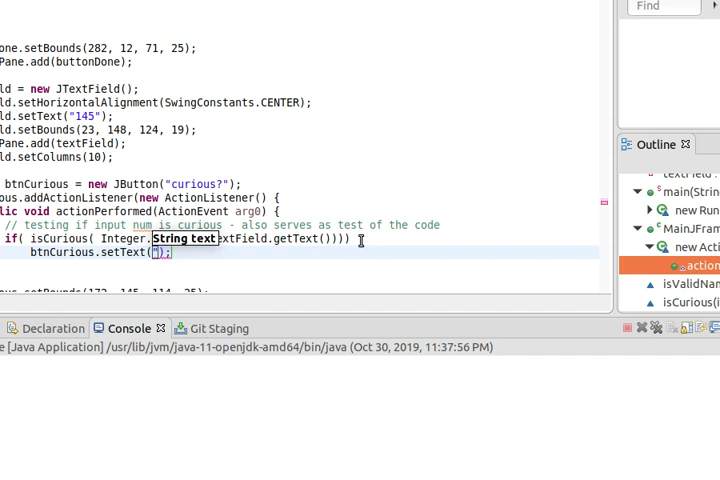 Find
one.setBounds(282, 12, 71, 25);
Pane.add(buttonDone);
ld = new JTextField();
ld.setHorizontalAlignment(SwingConstants.CENTER);
ld.setText("145");
ld.setBounds(23, 148, 124, 19);
Pane.add(textField);
ld.setColumns(10);
btnCurious = new JButton("curious?");
ous.addActionListener(new ActionListener() {
lic void actionPerformed(ActionEvent arg0) {
// testing if input num is curious - also serves as test of the code
if( isCurious( Integer.
String text
extField.getText())))
btnCurious.setText(");
Outline
main(Strin
new Run
MainJFram
new Acti
action
isValidNam
isCurious(i
Declaration
Console
Git Staging
e [Java Application] /usr/lib/jvm/java-11-openjdk-amd64/bin/java (Oct 30, 2019, 11:37:56 PM)